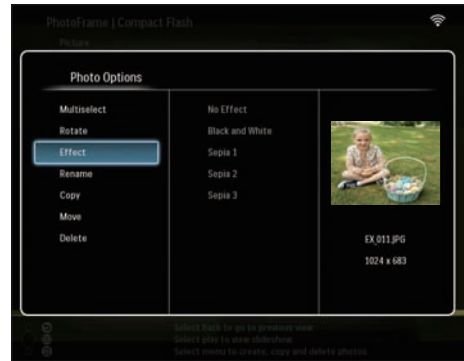 PhotoFrame | Compact Flash
Picture
Photo Options
Multiselect
Rotate
Effect
Rename
Copy
Move
Delete
No Effect
Black and White
Sepia 1
Sepia 2
Sepia 3
EX_011.JPG
1024 x 683
Select back to go to previous view
Select play to view slideshow
Select menu to create, copy and delete photos.